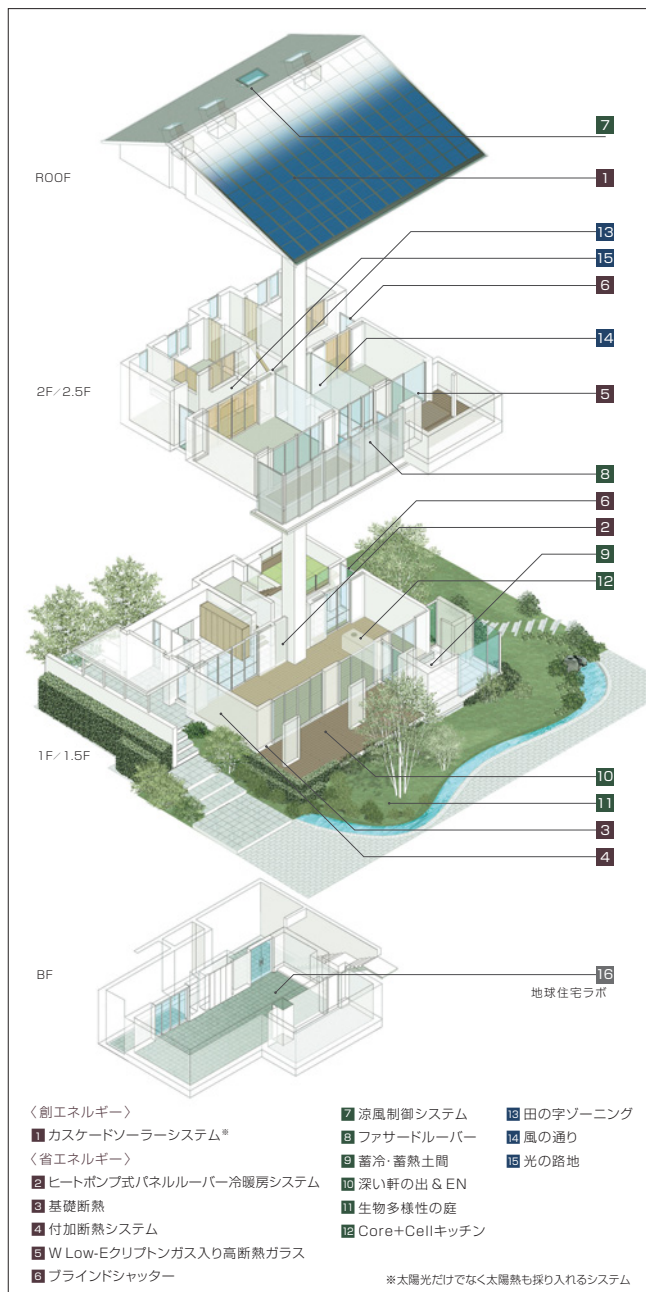 7
ROOF
1
13
15
6
14
2F/2.5F
5
8
6
2
9
12
1F/1.5F
10
11
3
4
BF
16
地球住宅ラボ
〈創エネルギー〉
1 カスケードソーラーシステム※
〈省エネルギー〉
2 ヒートポンプ式パネルルーバー冷暖房システム
3 基礎断熱
4 付加断熱システム
5 W Low-Eクリプトンガス入り高断熱ガラス
6 ブラインドシャッター
7 涼風制御システム
8 ファサードルーバー
9 蓄冷・蓄熱土間
10 深い軒の出&EN
11 生物多様性の庭
12 Core+Cellキッチン
13 田の字ゾーニング
14 風の通り
15 光の路地
※太陽光だけでなく太陽熱も採り入れるシステム